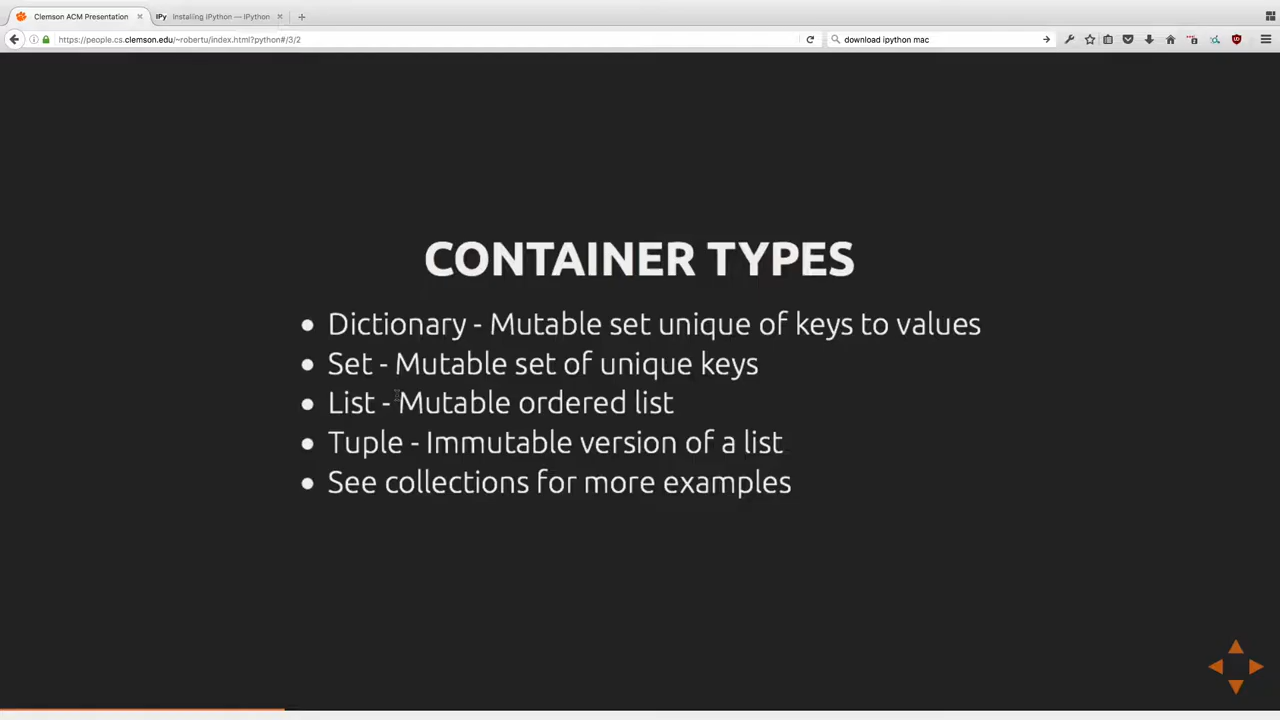 Clemson ACM Presentation
IPy Installing IPython — IPython
https://people.cs.clemson.edu/~robertu/index.html?python#/3/2
download ipython mac
CONTAINER TYPES
Dictionary - Mutable set unique of keys to values
Set - Mutable set of unique keys
List - Mutable ordered list
Tuple - Immutable version of a list
See collections for more examples